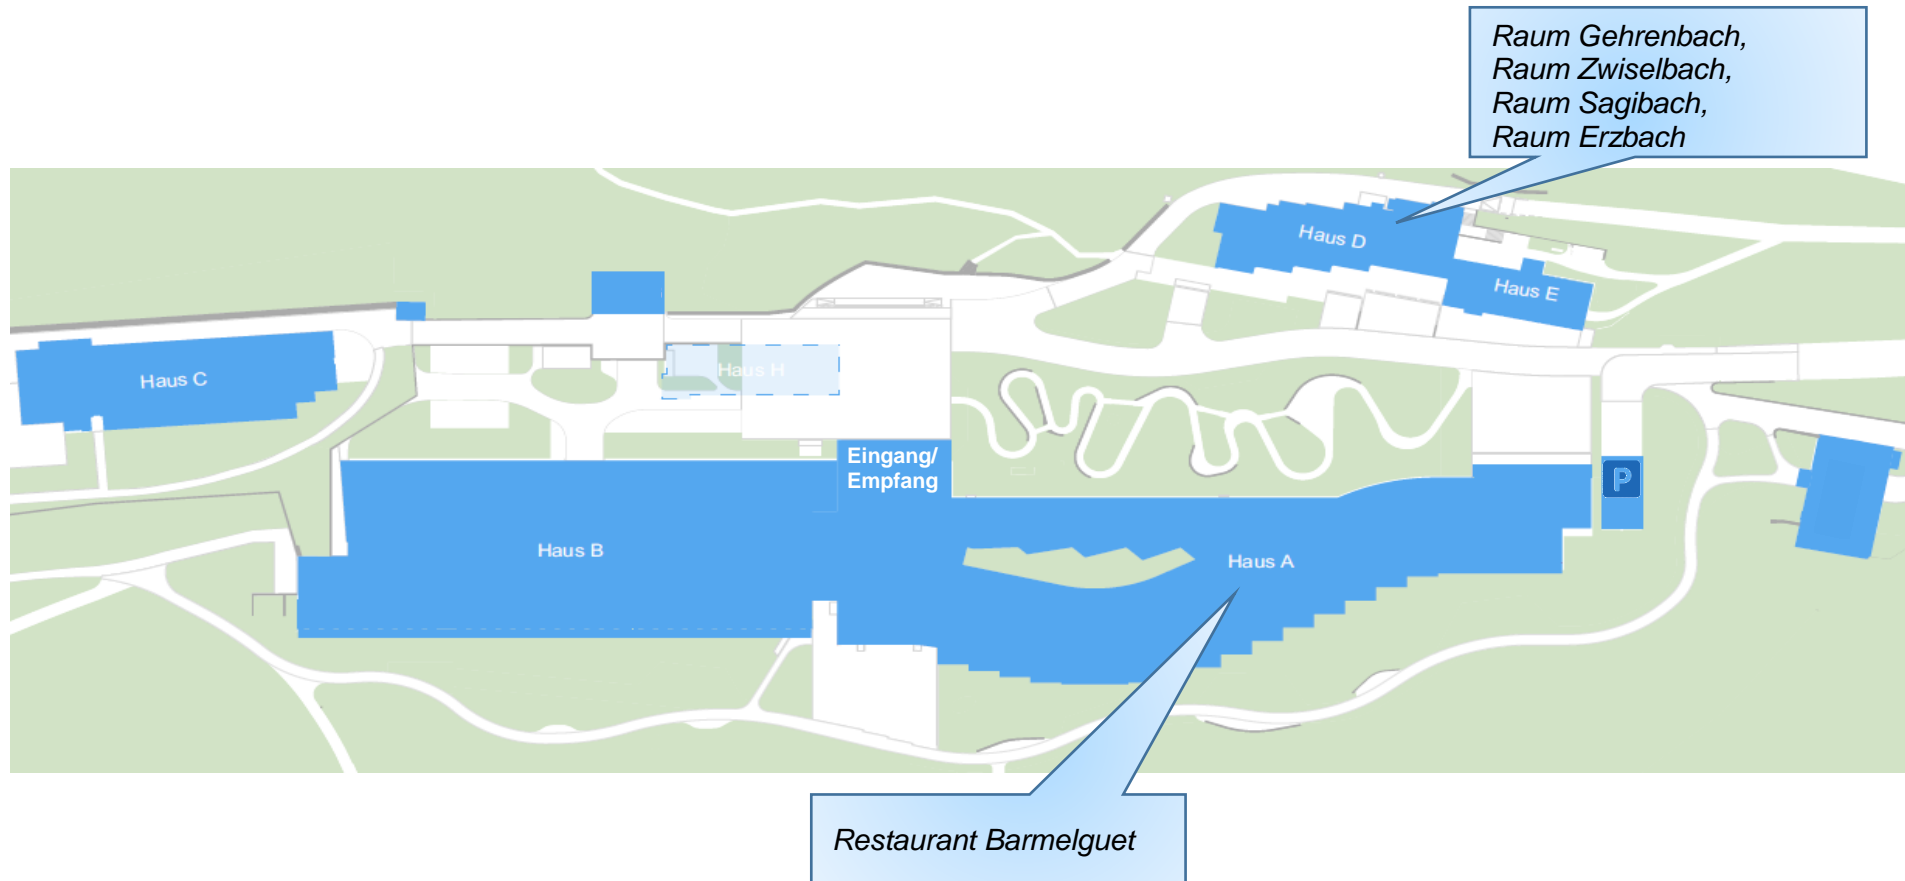 Raum Gehrenbach,
Raum Zwiselbach,
Raum Sagibach,
Raum Erzbach
Haus D
Haus E
Haus C
Haus H
Eingang/
Empfang
P
Haus B
Haus A
Restaurant Barmelguet